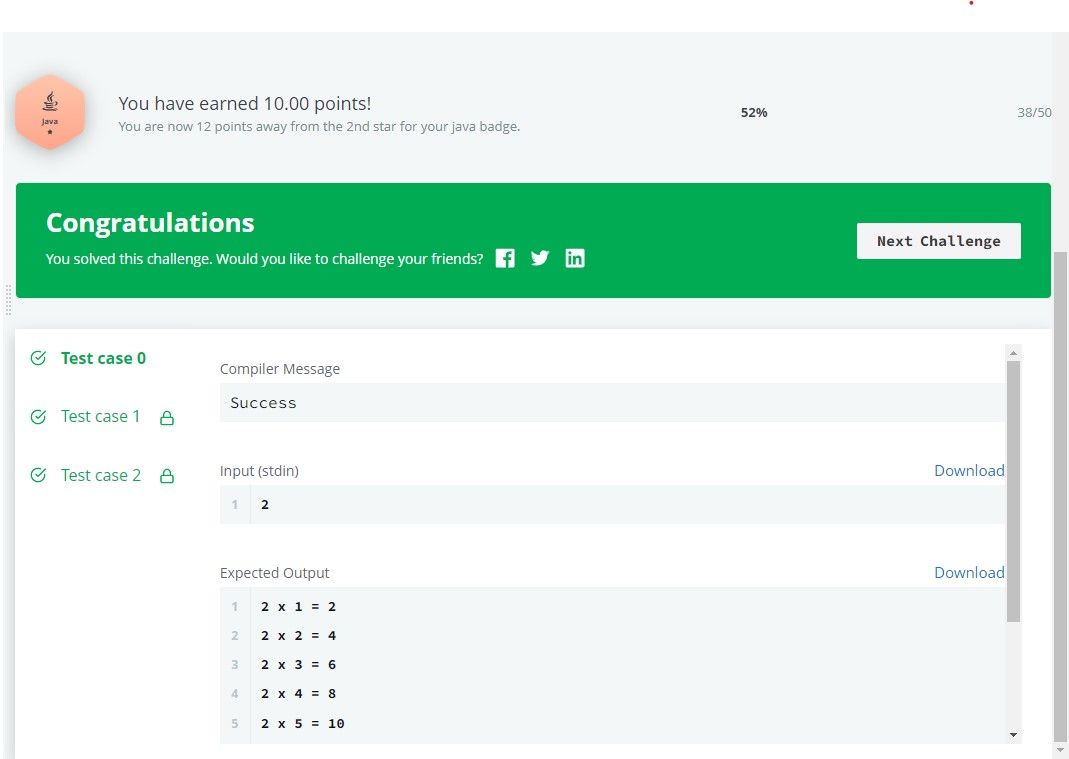 You have earned 10.00 points!
You are now 12 points away from the 2nd star for your java badge.
52%
38/50
Java
Congratulations
You solved this challenge. Would you like to challenge your friends?
Next Challenge
Test case 0
Test case 1
Test case 2
Compiler Message
Success
Input (stdin)
Download
1 2
Expected Output
Download
1 2 x 1 = 2
2 2 x 2 = 4
3 2 x 3 = 6
4 2 x 4 = 8
5 2 x 5 = 10